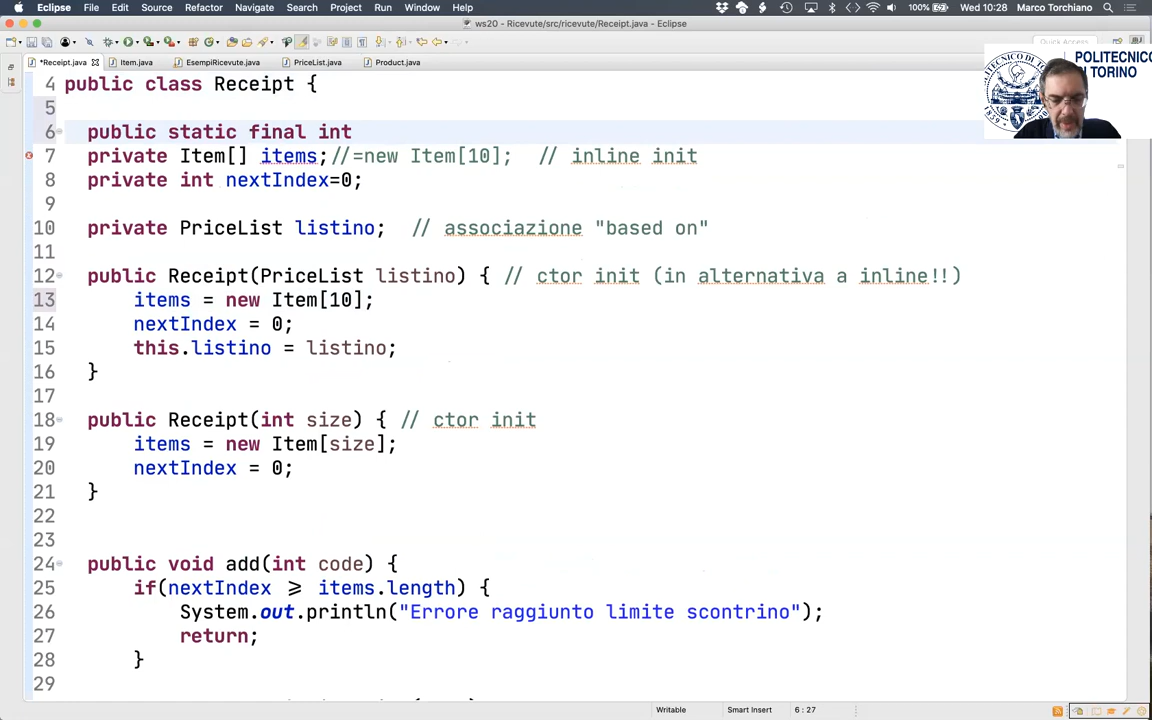 Eclipse File Edit Source Refactor Navigate Search Project Run Window Help 100% Wed 10:28 Marco Torchiano
ws20 - Ricevute/src/ricevute/Receipt.java - Eclipse
Quick Access
*Receipt.java Item.java EsempiRicevute.java PriceList.java Product.java
POLITECNICO
DI TORINO
4 public class Receipt {
5
6 public static final int
7 private Item[] items;//=new Item[10]; // inline init
8 private int nextIndex=0;
9
10 private PriceList listino; // associazione "based on"
11
12 public Receipt(PriceList listino) { // ctor init (in alternativa a inline!!)
13 items = new Item[10];
14 nextIndex = 0;
15 this.listino = listino;
16 }
17
18 public Receipt(int size) { // ctor init
19 items = new Item[size];
20 nextIndex = 0;
21 }
22
23
24 public void add(int code) {
25 if(nextIndex ⩾ items.length) {
26 System.out.println("Errore raggiunto limite scontrino");
27 return;
28 }
29
Writable Smart Insert 6 : 27